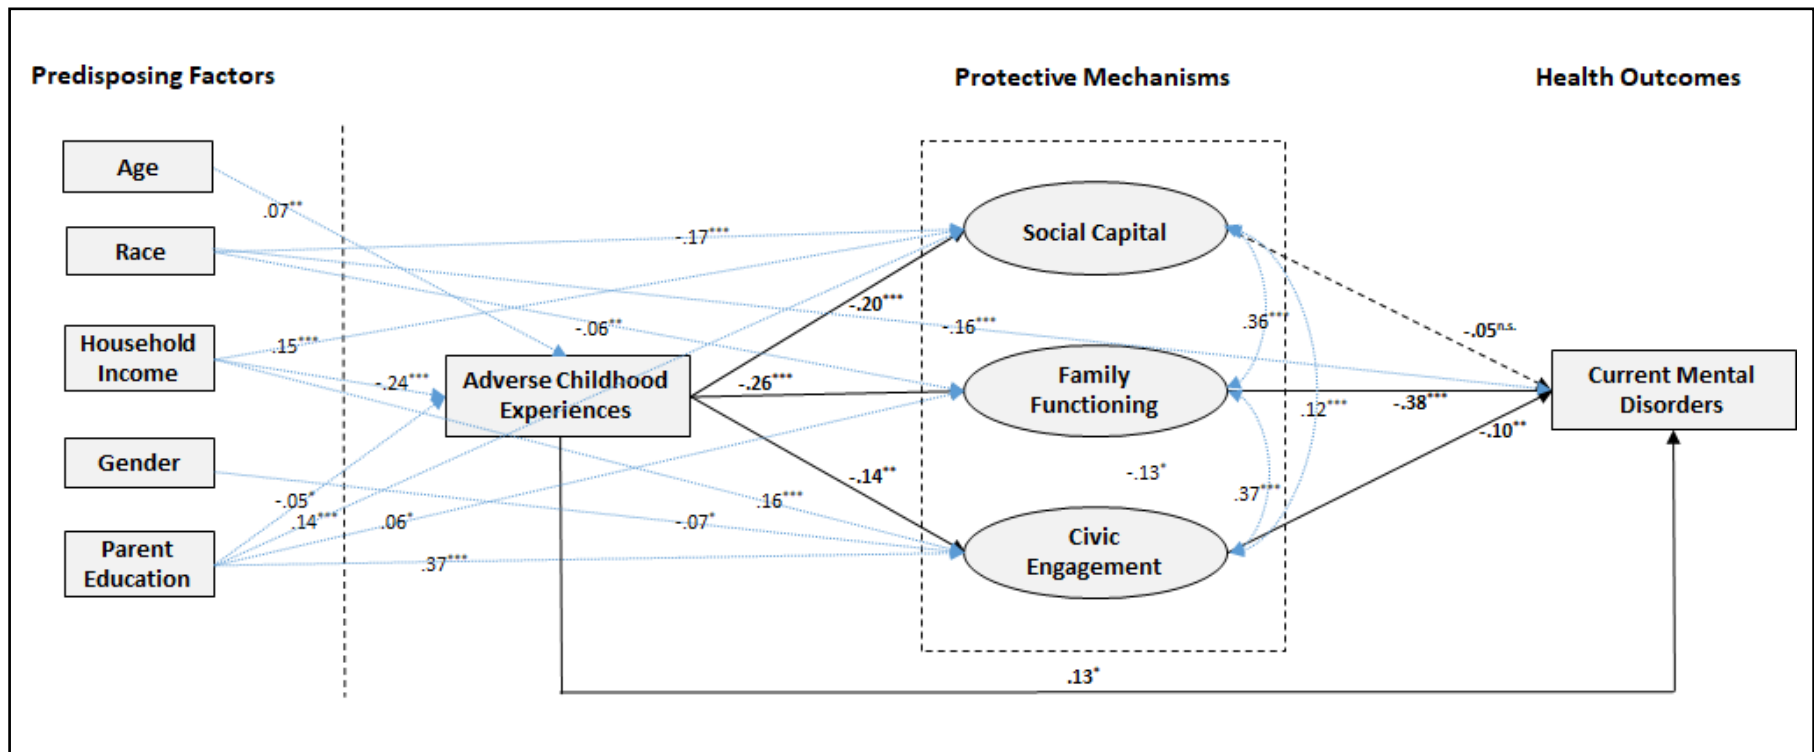 Predisposing Factors
Protective Mechanisms
Health Outcomes
Age
.07**
Race
-.17***
Social Capital
Household
Income
.15***
-.24***
-.06**
-.20***
-.16***
.36***
-.05n.s.
Adverse Childhood
Experiences
-.26***
Family
Functioning
.12***
-.38***
Current Mental
Disorders
-.10**
Gender
-.14**
-.13*
.37***
-.05*
.14***
.06*
.16***
-.07*
Parent
Education
.37***
Civic
Engagement
.13*